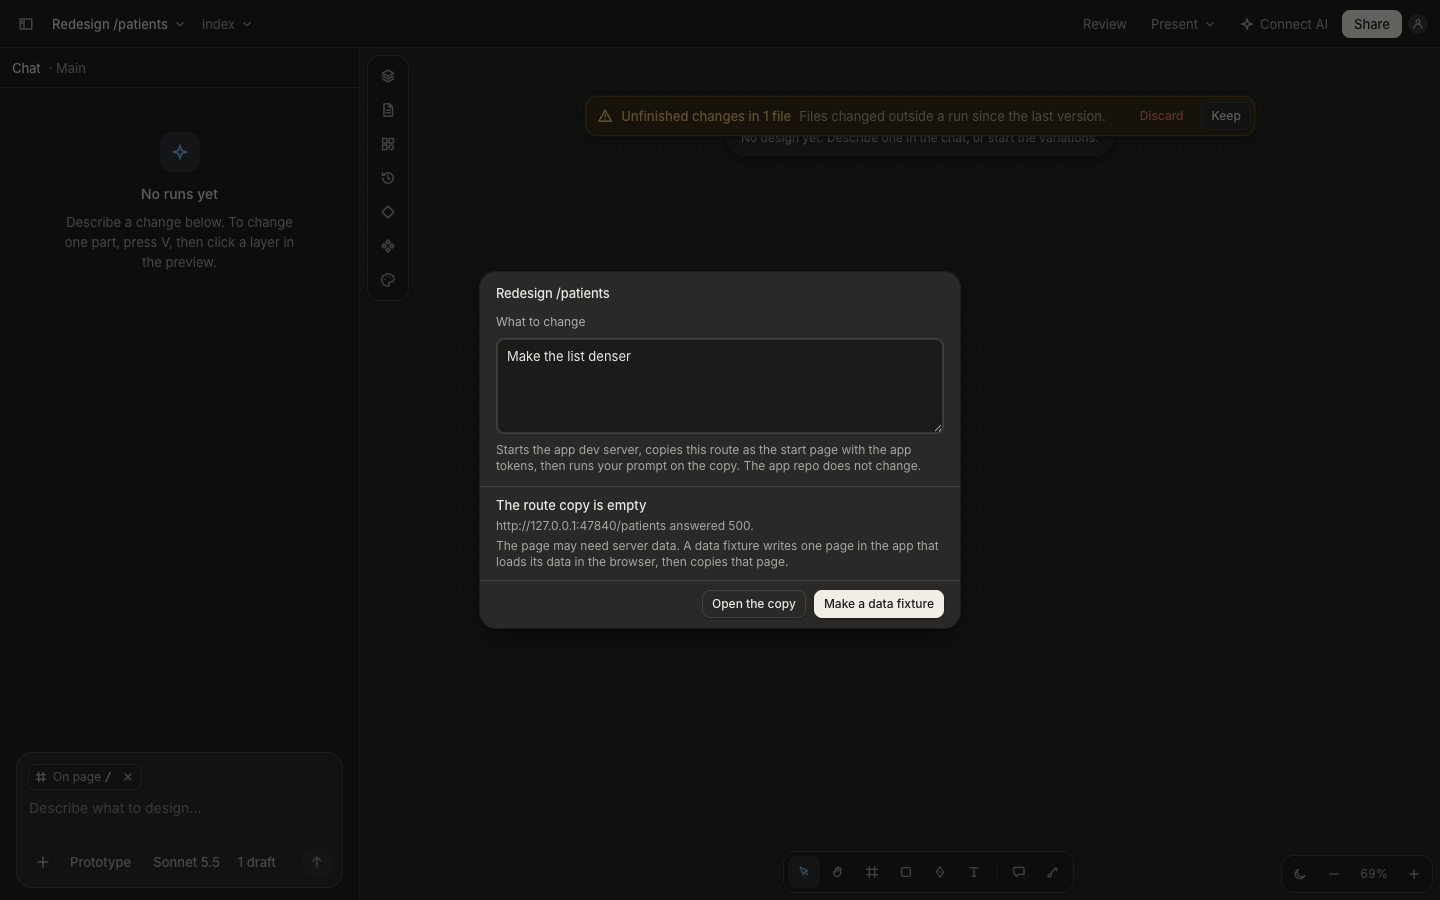 Redesign /patients
index
Review
Present
Connect AI
Share
Chat · Main
Unfinished changes in 1 file Files changed outside a run since the last version.
Discard
Keep
No design yet. Describe one in the chat, or start the variations.
No runs yet
Describe a change below. To change
one part, press V, then click a layer in
the preview.
Redesign /patients
What to change
Make the list denser
Starts the app dev server, copies this route as the start page with the app
tokens, then runs your prompt on the copy. The app repo does not change.
The route copy is empty
http://127.0.0.1:47840/patients answered 500.
The page may need server data. A data fixture writes one page in the app that
loads its data in the browser, then copies that page.
Open the copy
Make a data fixture
On page /
Describe what to design...
Prototype
Sonnet 5.5
1 draft
69%